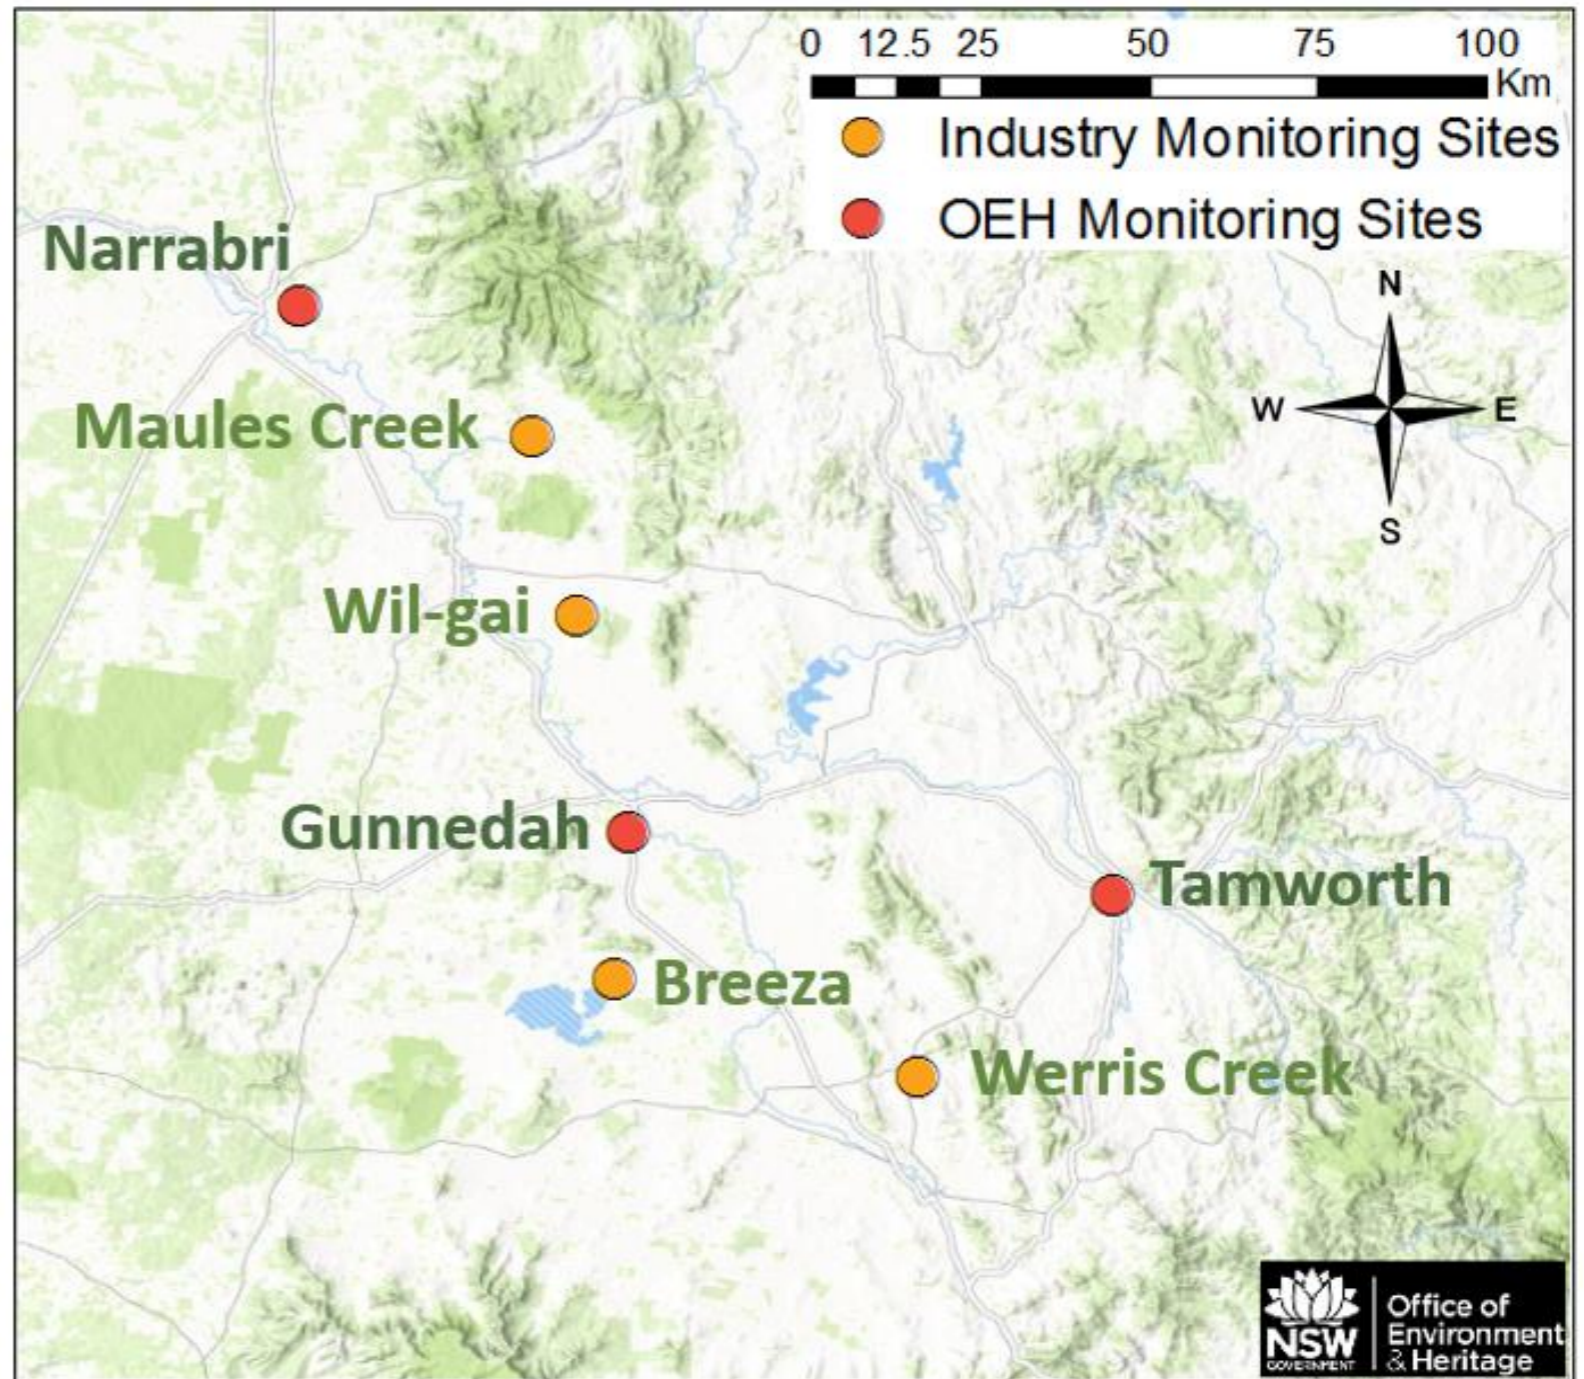 0 12.5 25 50 75 100
Km
Industry Monitoring Sites
OEH Monitoring Sites
N
W E
S
Narrabri
Maules Creek
Wil-gai
Gunnedah
Tamworth
Breeza
Werris Creek
NSW
GOVERNMENT
Office of
Environment
& Heritage